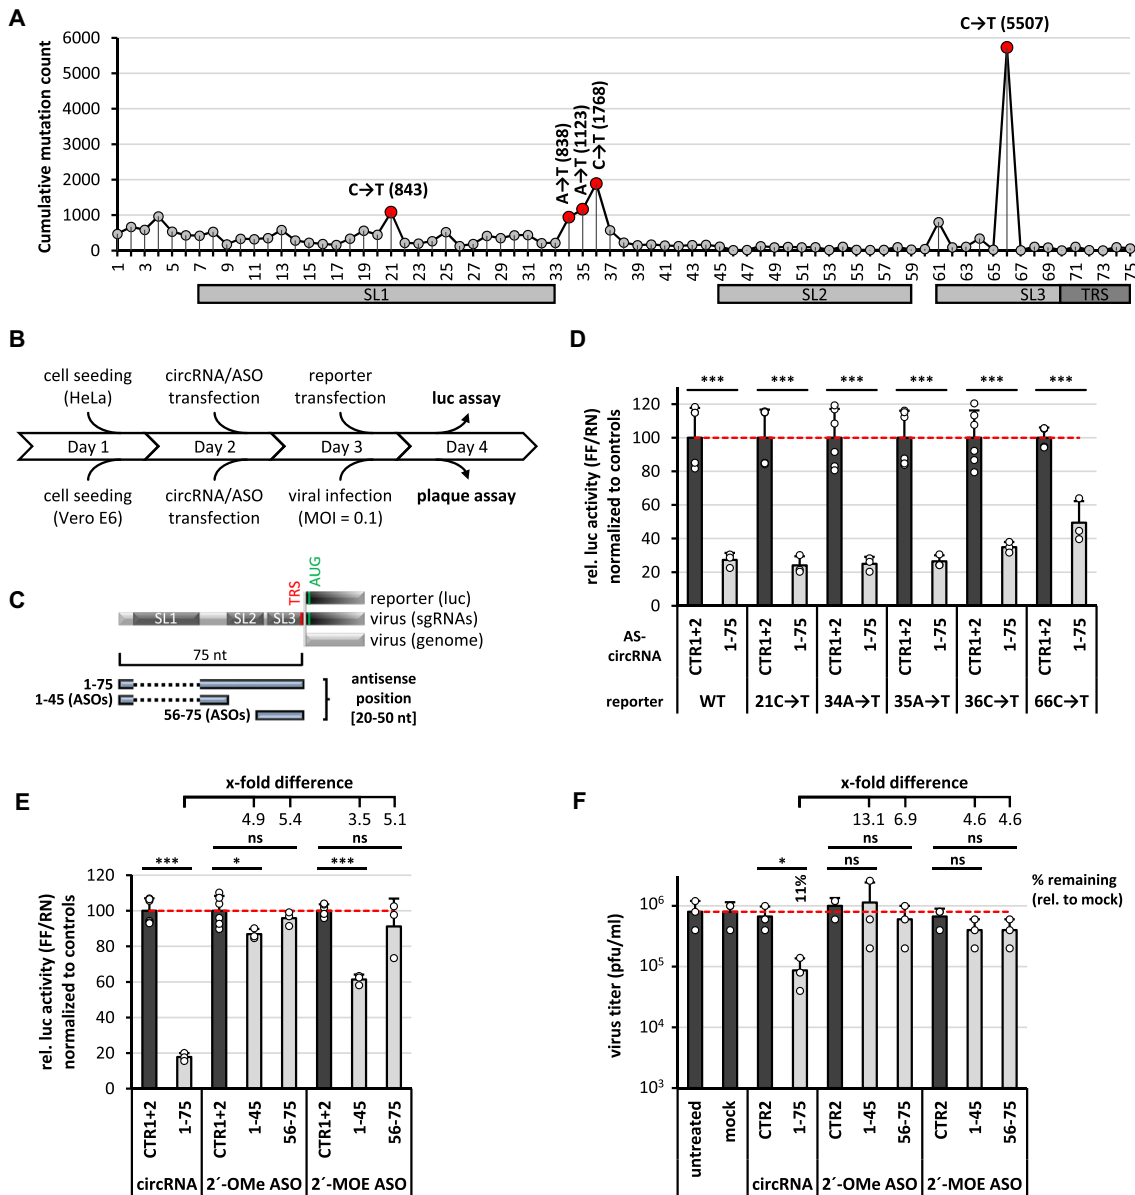 A
Cumulative mutation count
6000
5000
4000
3000
2000
1000
0
C→T (843)
A→T (838)
A→T (1123)
C→T (1768)
C→T (5507)
1 3 5 7 9 11 13 15 17 19 21 23 25 27 29 31 33 35 37 39 41 43 45 47 49 51 53 55 57 59 61 63 65 67 69 71 73 75
SL1 SL2 SL3 TRS
B
cell seeding
(HeLa)
circRNA/ASO
transfection
reporter
transfection
luc assay
Day 1 Day 2 Day 3 Day 4
cell seeding
(Vero E6)
circRNA/ASO
transfection
viral infection
(MOI = 0.1)
plaque assay
C
TRS
AUG
SL1 SL2 SL3
reporter (luc)
virus (sgRNAs)
virus (genome)
75 nt
1-75
1-45 (ASOs)
56-75 (ASOs)
antisense
position
[20-50 nt]
D
rel. luc activity (FF/RN)
normalized to controls
120
100
80
60
40
20
0
*** *** *** *** *** ***
AS-
circRNA
CTR1+2 1-75 CTR1+2 1-75 CTR1+2 1-75 CTR1+2 1-75 CTR1+2 1-75 CTR1+2 1-75
reporter WT 21C→T 34A→T 35A→T 36C→T 66C→T
E
x-fold difference
4.9 5.4 3.5 5.1
ns ns
*** * ***
rel. luc activity (FF/RN)
normalized to controls
120
100
80
60
40
20
0
CTR1+2 1-75 CTR1+2 1-45 56-75 CTR1+2 1-45 56-75
circRNA 2´-OMe ASO 2´-MOE ASO
F
x-fold difference
13.1 6.9 4.6 4.6
ns ns
* ns ns
11%
% remaining
(rel. to mock)
virus titer (pfu/ml)
10⁶
10⁵
10⁴
10³
untreated mock CTR2 1-75 CTR2 1-45 56-75 CTR2 1-45 56-75
circRNA 2´-OMe ASO 2´-MOE ASO